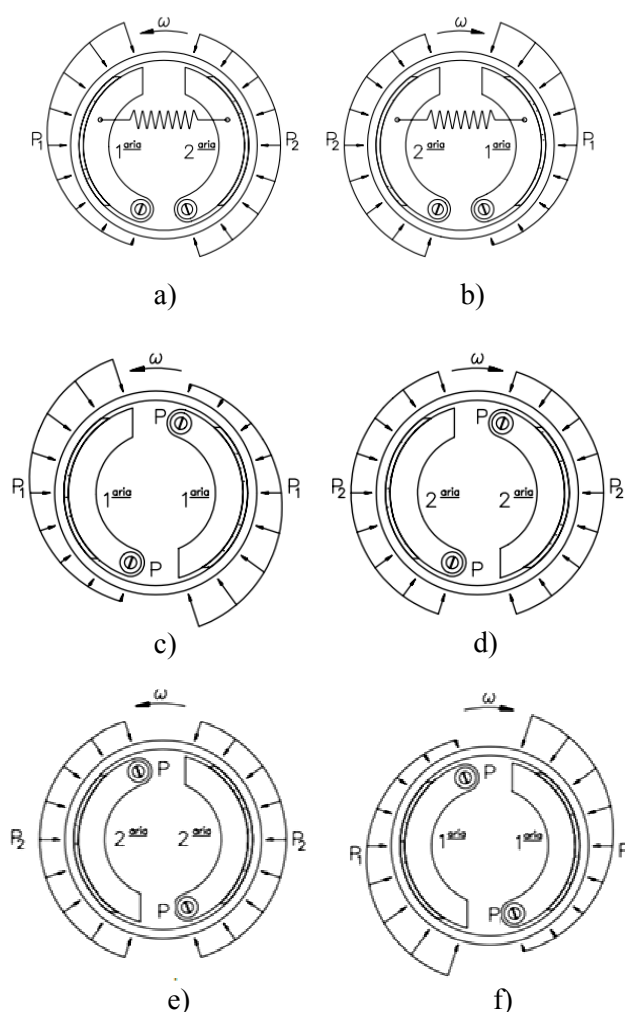 ω ω
P₁ 1ᵃʳⁱᵃ 2ᵃʳⁱᵃ P₂ P₂ 2ᵃʳⁱᵃ 1ᵃʳⁱᵃ P₁
a) b)
ω ω
P P
P₁ 1ᵃʳⁱᵃ 1ᵃʳⁱᵃ P₁ P₂ 2ᵃʳⁱᵃ 2ᵃʳⁱᵃ P₂
P P
c) d)
ω ω
P P
P₂ 2ᵃʳⁱᵃ 2ᵃʳⁱᵃ P₂ P₁ 1ᵃʳⁱᵃ 1ᵃʳⁱᵃ P
P P
e) f)